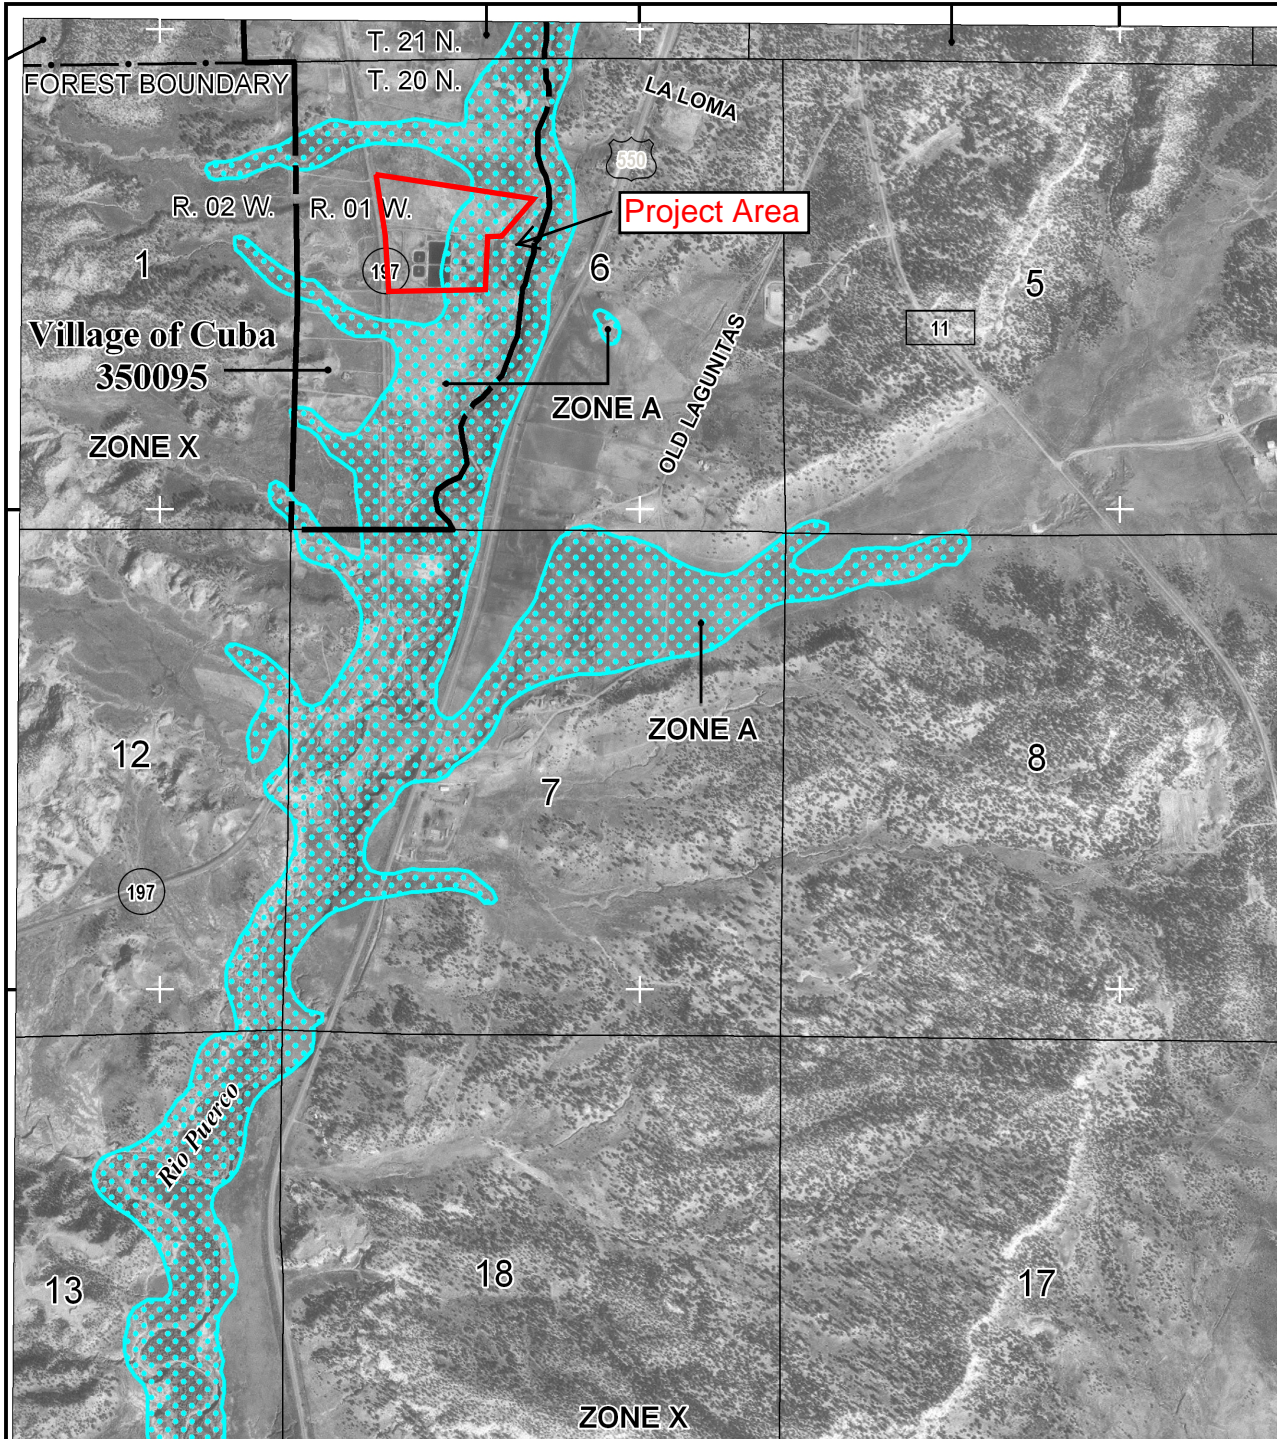 T. 21 N.
FOREST BOUNDARY
T. 20 N.
LA LOMA
550
R. 02 W.
R. 01 W.
Project Area
1
197
6
5
11
Village of Cuba
350095
OLD LAGUNITAS
ZONE A
ZONE X
ZONE A
12
7
8
197
Rio Puerco
13
18
17
ZONE X